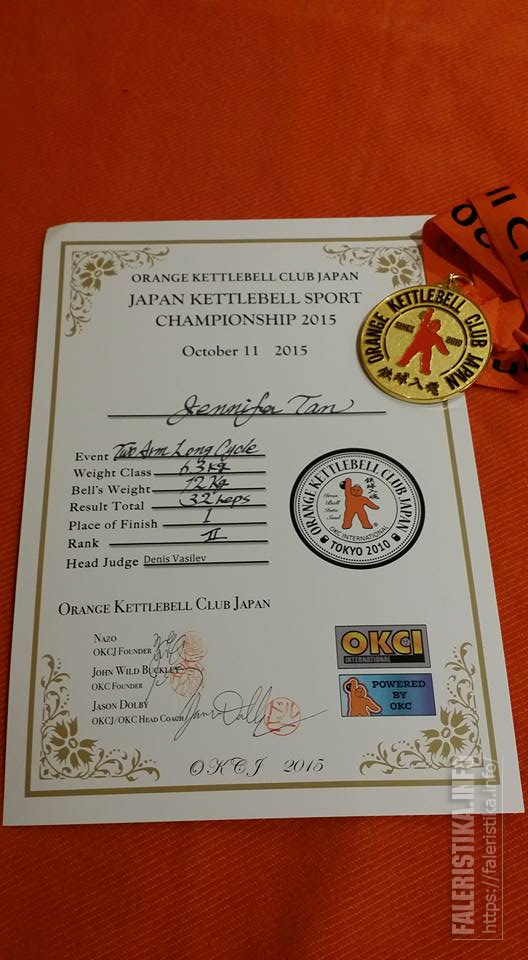 ORANGE KETTLEBELL CLUB JAPAN
JAPAN KETTLEBELL SPORT
CHAMPIONSHIP 2015
October 11 2015
Jennifer Tan
Event Two Arm Long Cycle
Weight Class 63 kg
Bell's Weight 12 kg
Result Total 32 reps
Place of Finish I
Rank II
Head Judge Denis Vasilev
ORANGE KETTLEBELL CLUB JAPAN
NAZO
OKCJ FOUNDER
JOHN WILD BUCKLEY
OKC FOUNDER
JASON DOLBY
OKCJ/OKC HEAD COACH
OKCJ 2015
ORANGE KETTLEBELL CLUB JAPAN
OKC INTERNATIONAL
TOKYO 2010
OKCI
INTERNATIONAL
POWERED
BY
OKC
ORANGE KETTLEBELL CLUB JAPAN
SINCE 2010
FALERISTIKA.INFO
https://faleristika.info/